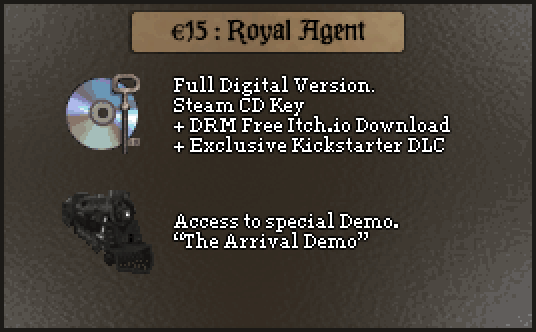 €15 : Royal Agent
Full Digital Version.
Steam CD Key
+ DRM Free Itch.io Download
+ Exclusive Kickstarter DLC
Access to special Demo.
“The Arrival Demo”